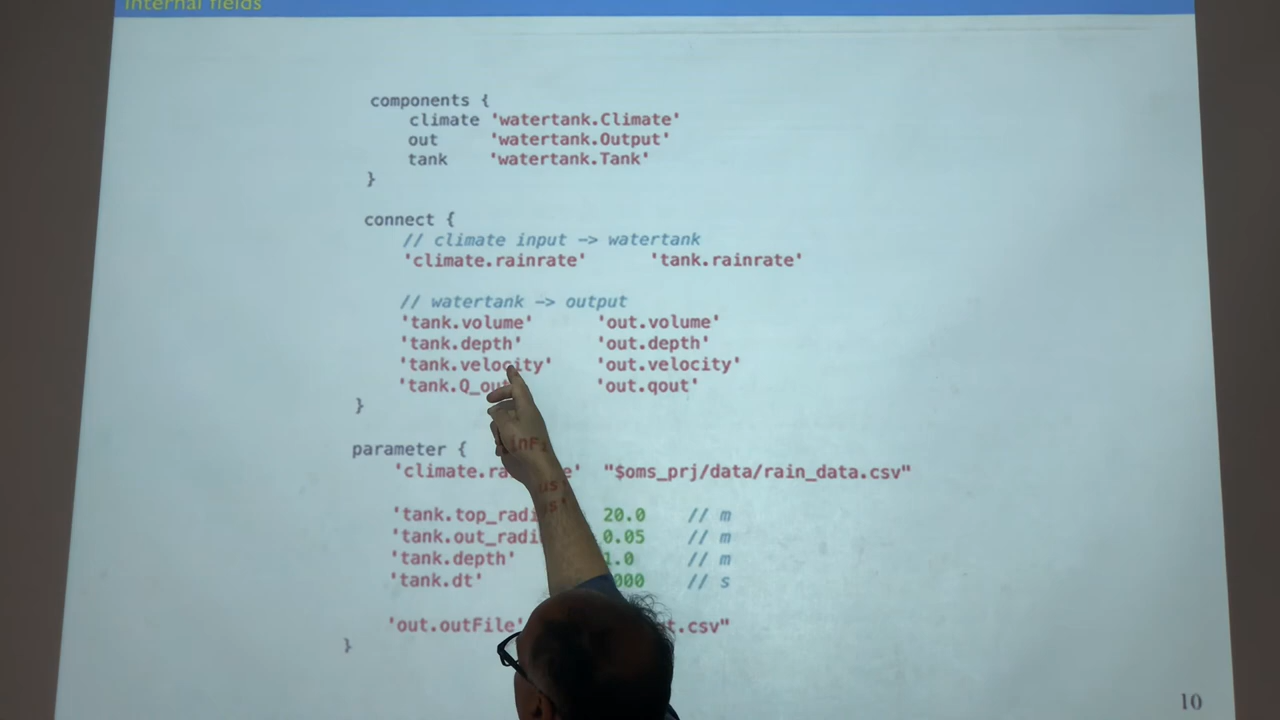 Internal fields
components {
climate 'watertank.Climate'
out 'watertank.Output'
tank 'watertank.Tank'
}
connect {
// climate input -> watertank
'climate.rainrate' 'tank.rainrate'
// watertank -> output
'tank.volume' 'out.volume'
'tank.depth' 'out.depth'
'tank.velocity' 'out.velocity'
'tank.Q_out 'out.qout'
}
parameter {
'climate. "$oms_prj/data/rain_data.csv"
'tank.top_radi 20.0 // m
'tank.out_radi 0.05 // m
'tank.depth' 1.0 // m
'tank.dt' 000 // s
'out.outFile' t.csv"
}
10